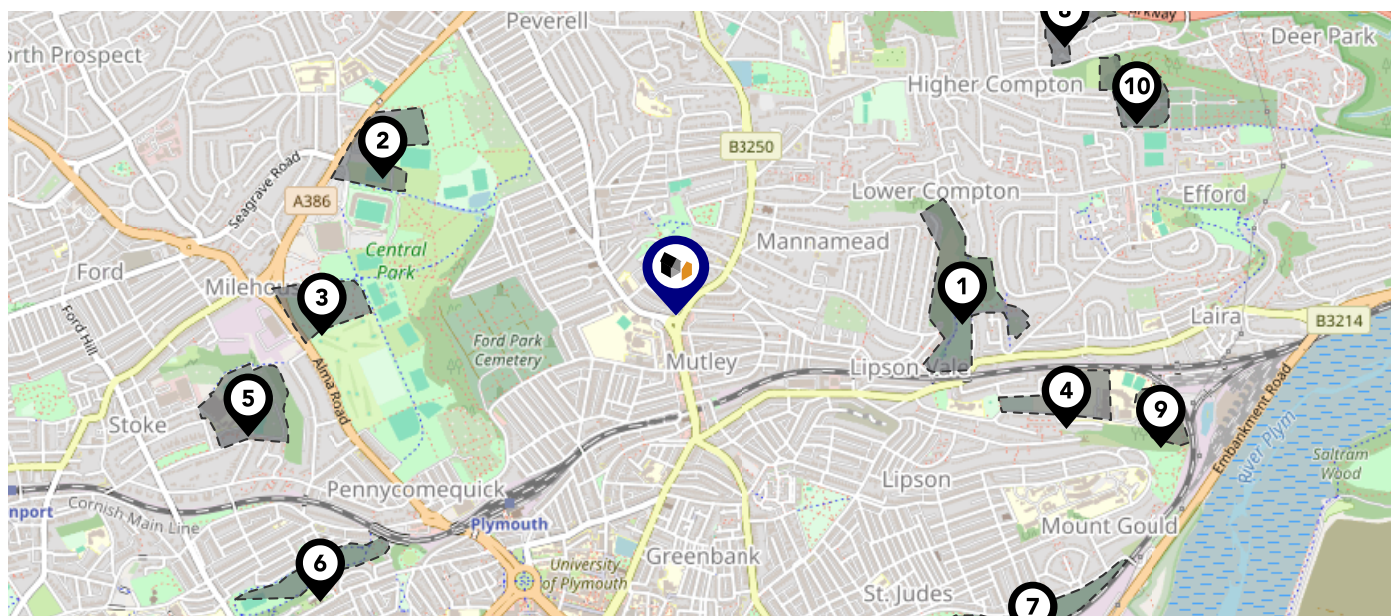 8
Peverell
arkway
Deer Park
orth Prospect
Higher Compton
10
2
B3250
Seagrave Road
A386
Lower Compton
Efford
Central
Park
Mannamead
Ford
Milehous
3
1
Laira
B3214
Ford Hill
Ford Park
Cemetery
Mutley
Lipson Vale
Alma Road
5
4
9
Embankment Road
River Plym
Stoke
Saltram
Wood
Pennycomequick
Lipson
Cornish Main Line
nport
Plymouth
Mount Gould
6
University
of Plymouth
Greenbank
St. Judes
7